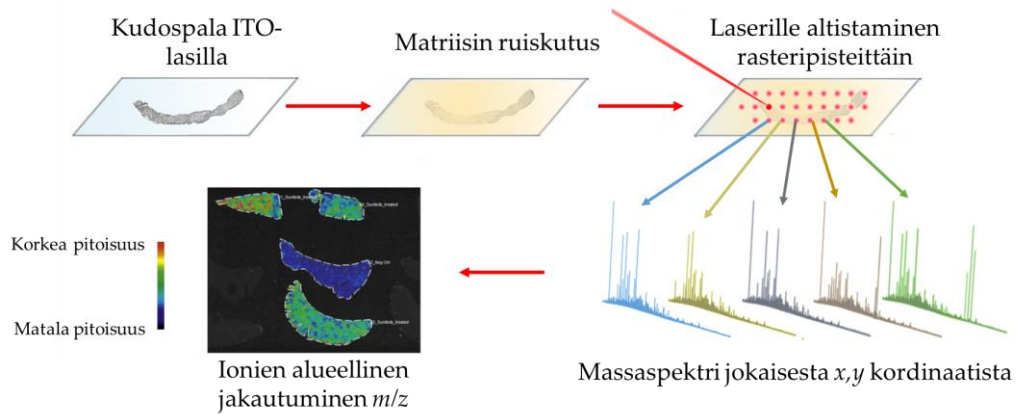 Kudospala ITO-
lasilla
Matriisin ruiskutus
Laserille altistaminen
rasteripisteittäin
Korkea pitoisuus
Matala pitoisuus
Ionien alueellinen
jakautuminen m/z
Massaspektri jokaisesta x,y kordinaatista